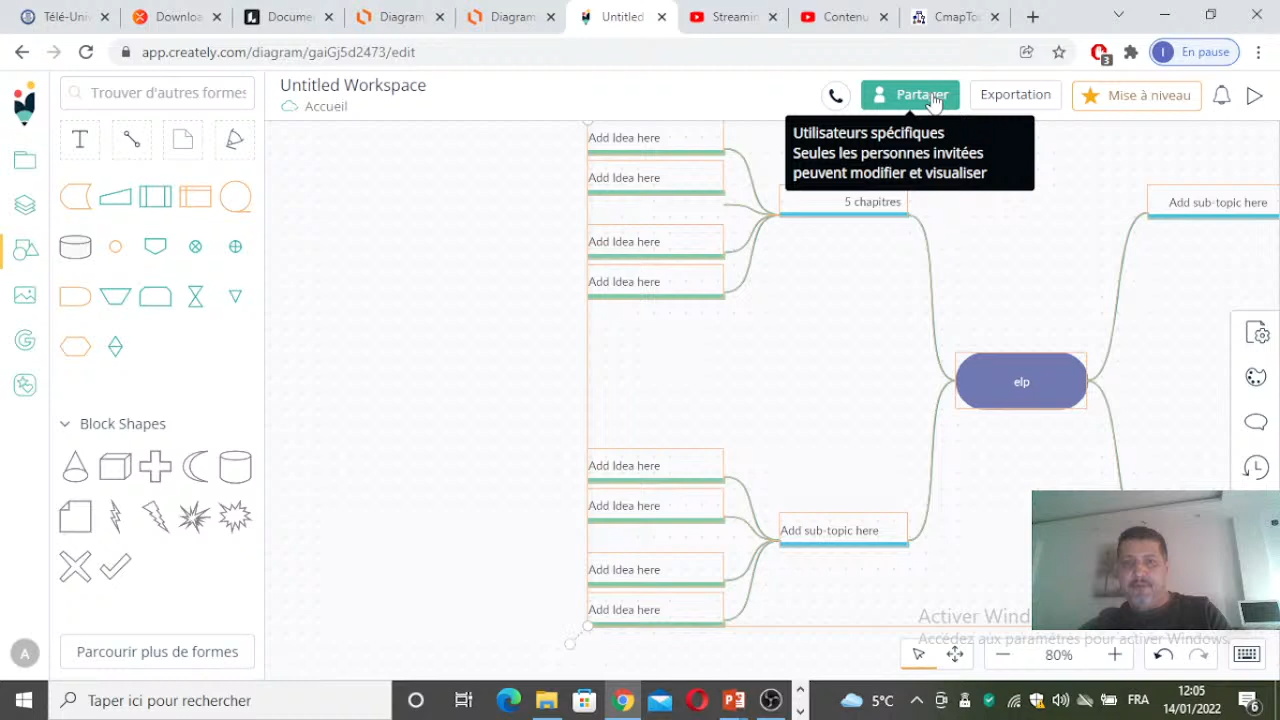 Télé-Univ
Downloa
Docume
Diagram
Diagram
Untitled
Streamin
Contenu
CmapToo
app.creately.com/diagram/gaiGj5d2473/edit
3
I En pause
Trouver d'autres formes
Untitled Workspace
Accueil
Partager
Exportation
Mise à niveau
Utilisateurs spécifiques
Seules les personnes invitées
peuvent modifier et visualiser
T
Add Idea here
Add Idea here
Add Idea here
Add Idea here
5 chapitres
Add sub-topic here
elp
Add Idea here
Add Idea here
Add Idea here
Add Idea here
Add sub-topic here
Block Shapes
Parcourir plus de formes
A
Activer Wind
Accédez aux paramètres pour activer Windows.
80%
Taper ici pour rechercher
5°C
FRA
12:05
14/01/2022
6